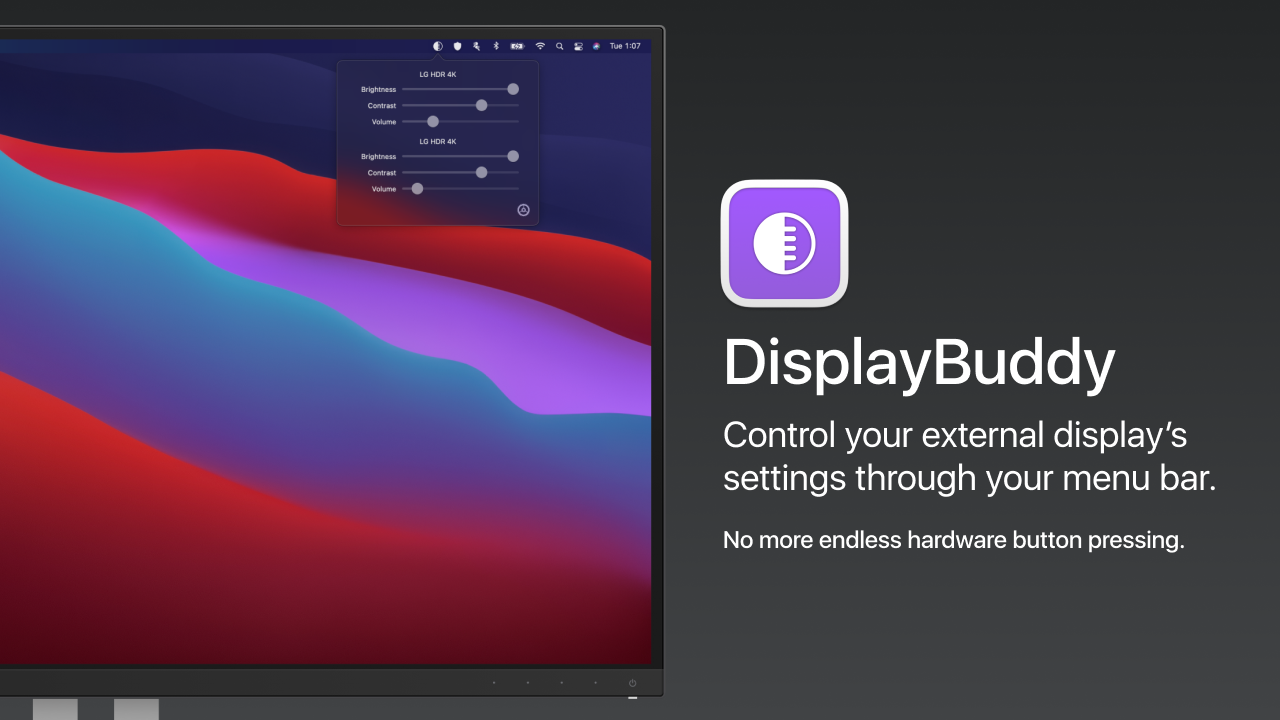 Tue 1:07
LG HDR 4K
Brightness
Contrast
Volume
LG HDR 4K
Brightness
Contrast
Volume
DisplayBuddy
Control your external display’s
settings through your menu bar.
No more endless hardware button pressing.